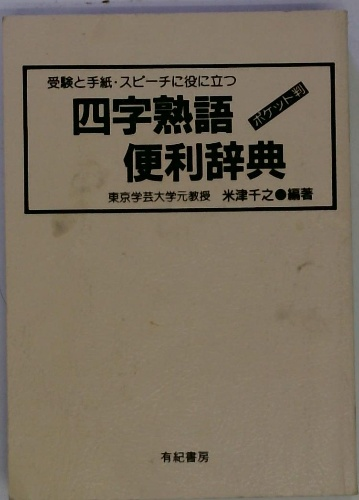 受験と手紙・スピーチに役に立つ
四字熟語
ポケット判
便利辞典
東京学芸大学元教授 米津千之●編著
有紀書房